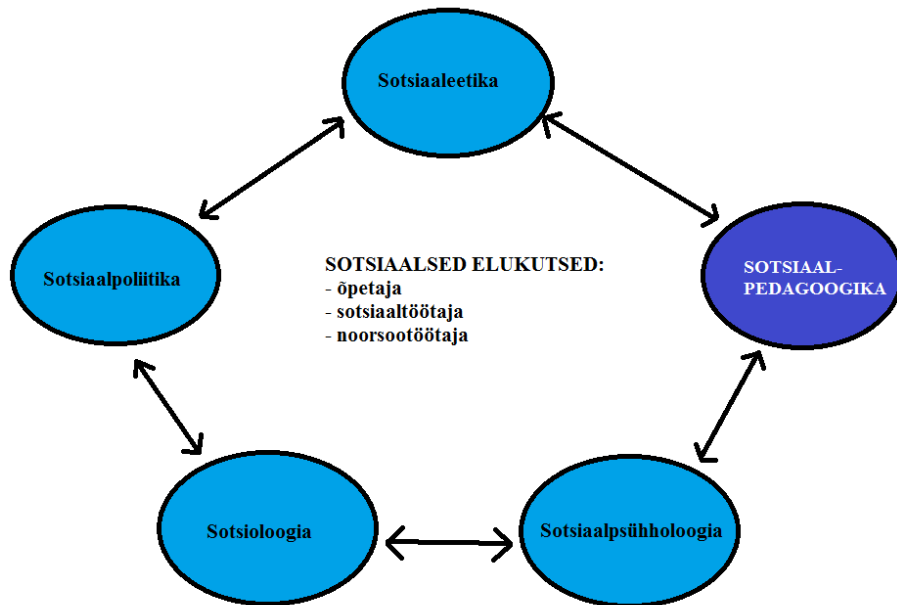 Sotsiaaleetika
Sotsiaalpoliitika
SOTSIAALSED ELUKUTSED:
- õpetaja
- sotsiaaltöötaja
- noorsootöötaja
SOTSIAAL-
PEDAGOOGIKA
Sotsioloogia
Sotsiaalpsühholoogia